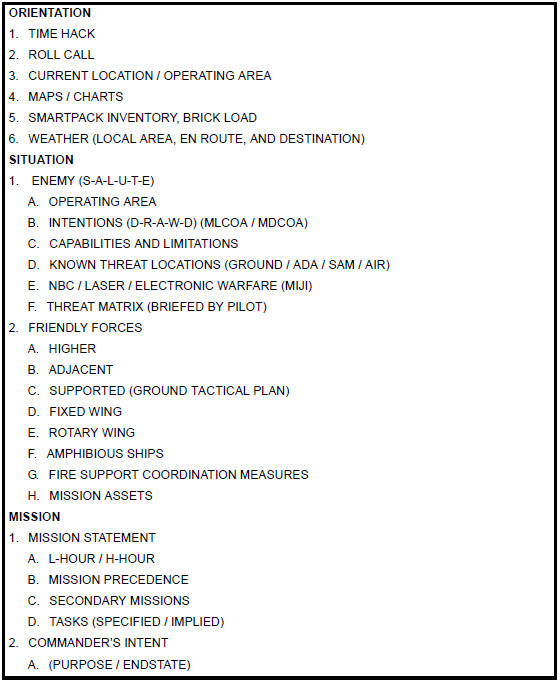 ORIENTATION
1. TIME HACK
2. ROLL CALL
3. CURRENT LOCATION / OPERATING AREA
4. MAPS / CHARTS
5. SMARTPACK INVENTORY, BRICK LOAD
6. WEATHER (LOCAL AREA, EN ROUTE, AND DESTINATION)
SITUATION
1. ENEMY (S-A-L-U-T-E)
A. OPERATING AREA
B. INTENTIONS (D-R-A-W-D) (MLCOA / MDCOA)
C. CAPABILITIES AND LIMITATIONS
D. KNOWN THREAT LOCATIONS (GROUND / ADA / SAM / AIR)
E. NBC / LASER / ELECTRONIC WARFARE (MIJI)
F. THREAT MATRIX (BRIEFED BY PILOT)
2. FRIENDLY FORCES
A. HIGHER
B. ADJACENT
C. SUPPORTED (GROUND TACTICAL PLAN)
D. FIXED WING
E. ROTARY WING
F. AMPHIBIOUS SHIPS
G. FIRE SUPPORT COORDINATION MEASURES
H. MISSION ASSETS
MISSION
1. MISSION STATEMENT
A. L-HOUR / H-HOUR
B. MISSION PRECEDENCE
C. SECONDARY MISSIONS
D. TASKS (SPECIFIED / IMPLIED)
2. COMMANDER'S INTENT
A. (PURPOSE / ENDSTATE)